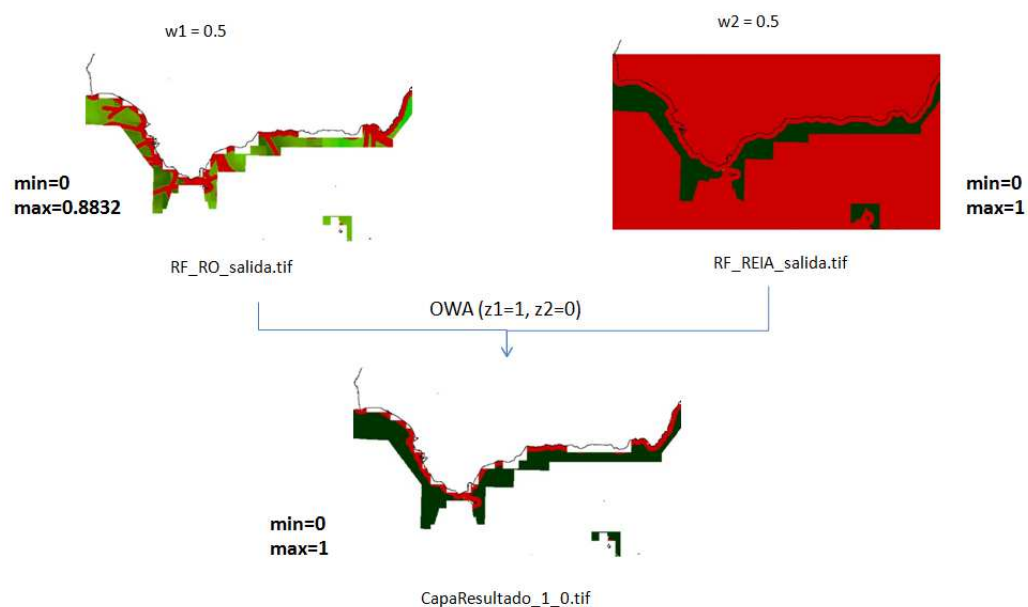 w1 = 0.5
w2 = 0.5
min=0
max=0.8832
min=0
max=1
RF_RO_salida.tif
RF_REIA_salida.tif
OWA (z1=1, z2=0)
min=0
max=1
CapaResultado_1_0.tif